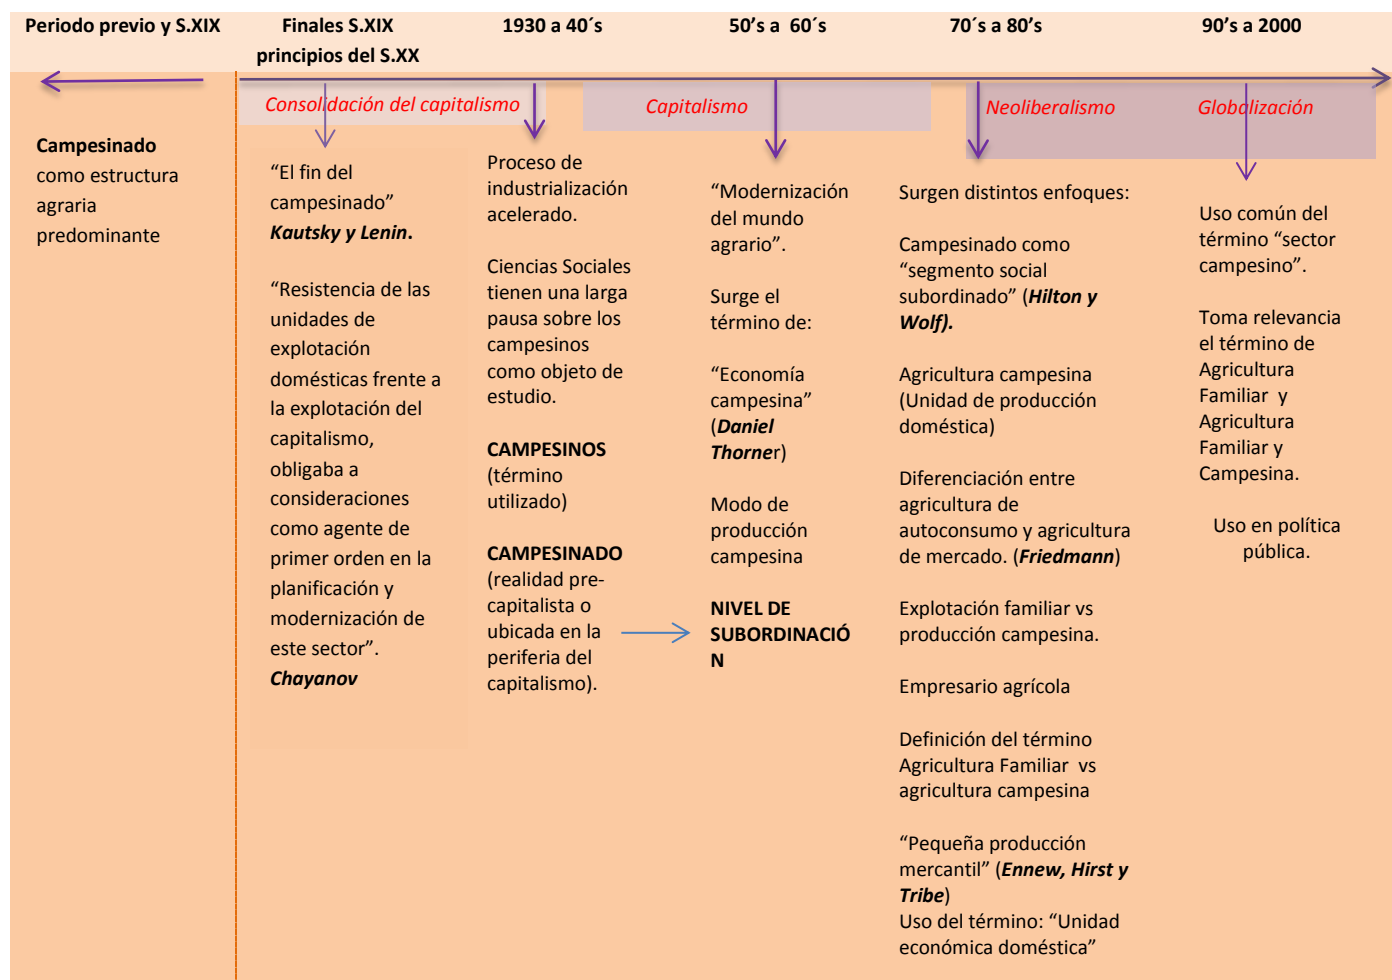 Periodo previo y S.XIX
Finales S.XIX
principios del S.XX
1930 a 40´s
50’s a  60´s
70´s a 80’s
90’s a 2000
Consolidación del capitalismo
Capitalismo
Neoliberalismo
Globalización
Campesinado
como estructura
agraria
predominante
“El fin del
campesinado”
Kautsky y Lenin.
“Resistencia de las
unidades de
explotación
domésticas frente a
la explotación del
capitalismo,
obligaba a
consideraciones
como agente de
primer orden en la
planificación y
modernización de
este sector”.
Chayanov
Proceso de
industrialización
acelerado.
Ciencias Sociales
tienen una larga
pausa sobre los
campesinos
como objeto de
estudio.
CAMPESINOS
(término
utilizado)
CAMPESINADO
(realidad pre-
capitalista o
ubicada en la
periferia del
capitalismo).
“Modernización
del mundo
agrario”.
Surge el
término de:
“Economía
campesina”
(Daniel
Thorner)
Modo de
producción
campesina
NIVEL DE
SUBORDINACIÓ
N
Surgen distintos enfoques:
Campesinado como
“segmento social
subordinado” (Hilton y
Wolf).
Agricultura campesina
(Unidad de producción
doméstica)
Diferenciación entre
agricultura de
autoconsumo y agricultura
de mercado. (Friedmann)
Explotación familiar vs
producción campesina.
Empresario agrícola
Definición del término
Agricultura Familiar  vs
agricultura campesina
“Pequeña producción
mercantil” (Ennew, Hirst y
Tribe)
Uso del término: “Unidad
económica doméstica”
Uso común del
término “sector
campesino”.
Toma relevancia
el término de
Agricultura
Familiar  y
Agricultura
Familiar y
Campesina.
Uso en política
pública.